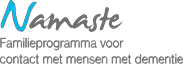 Namaste
Familieprogramma voor
contact met mensen met dementie